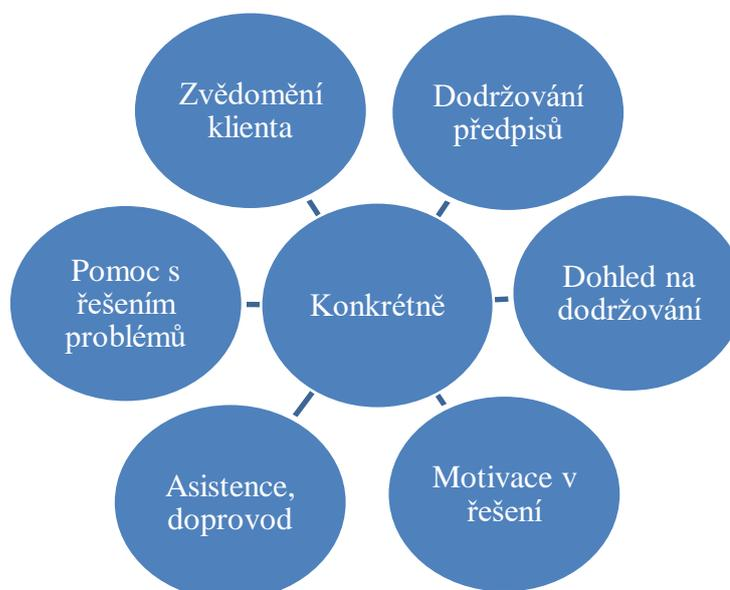 Zvědomění
klienta
Dodržování
předpisů
Pomoc s
řešením
problémů
Konkrétně
Dohled na
dodržování
Asistence,
doprovod
Motivace v
řešení